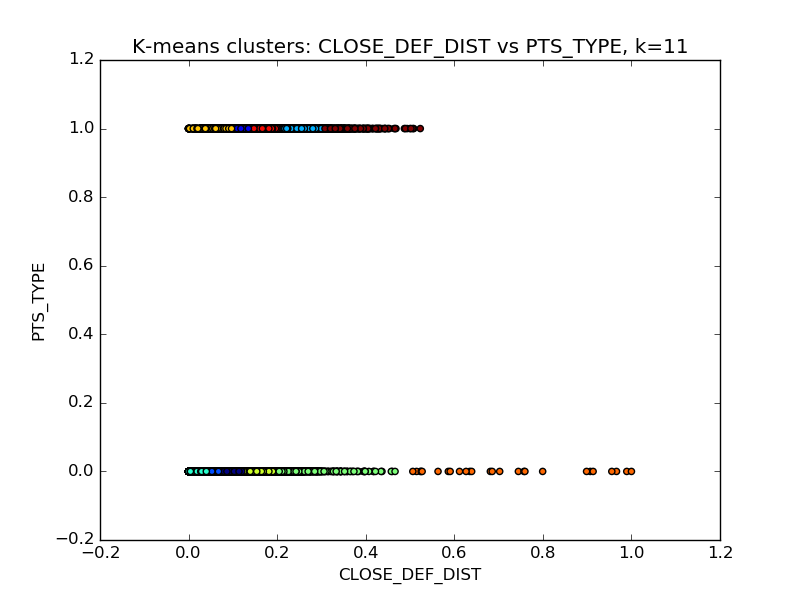 K-means clusters: CLOSE_DEF_DIST vs PTS_TYPE, k=11
1.2
1.0
0.8
0.6
0.4
0.2
0.0
−0.2
PTS_TYPE
−0.2 0.0 0.2 0.4 0.6 0.8 1.0 1.2
CLOSE_DEF_DIST